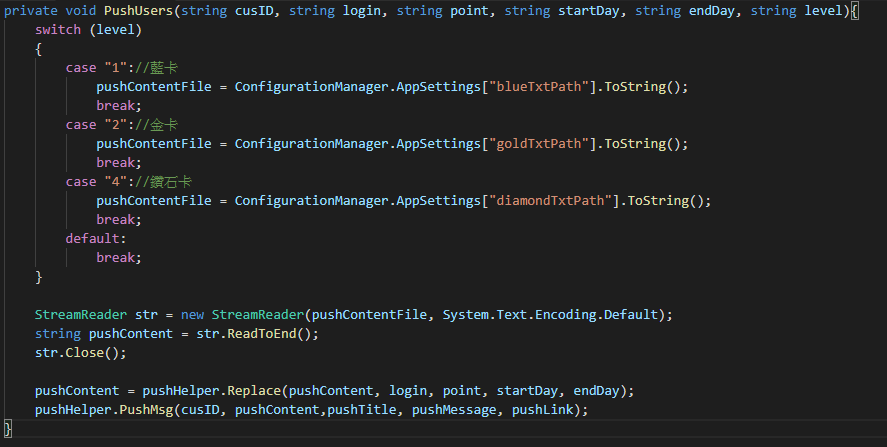 private void PushUsers(string cusID, string login, string point, string startDay, string endDay, string level){
switch (level)
{
case "1"://藍卡
pushContentFile = ConfigurationManager.AppSettings["blueTxtPath"].ToString();
break;
case "2"://金卡
pushContentFile = ConfigurationManager.AppSettings["goldTxtPath"].ToString();
break;
case "4"://鑽石卡
pushContentFile = ConfigurationManager.AppSettings["diamondTxtPath"].ToString();
break;
default:
break;
}
StreamReader str = new StreamReader(pushContentFile, System.Text.Encoding.Default);
string pushContent = str.ReadToEnd();
str.Close();
pushContent = pushHelper.Replace(pushContent, login, point, startDay, endDay);
pushHelper.PushMsg(cusID, pushContent,pushTitle, pushMessage, pushLink);
}